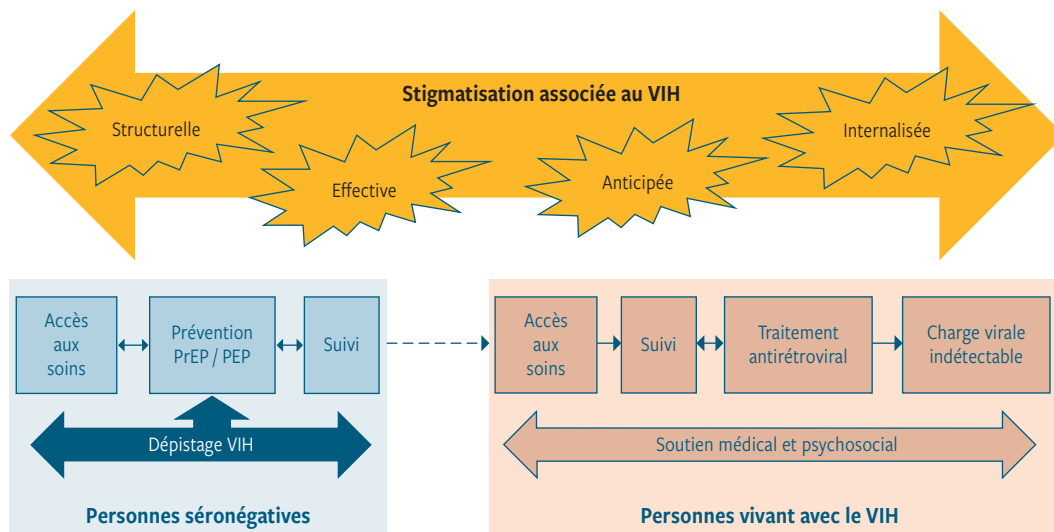 Stigmatisation associée au VIH
Structurelle
Effective
Anticipée
Internalisée
Accès
aux
soins
Prévention
PrEP / PEP
Suivi
Dépistage VIH
Personnes séronégatives
Accès
aux
soins
Suivi
Traitement
antirétroviral
Charge virale
indétectable
Soutien médical et psychosocial
Personnes vivant avec le VIH